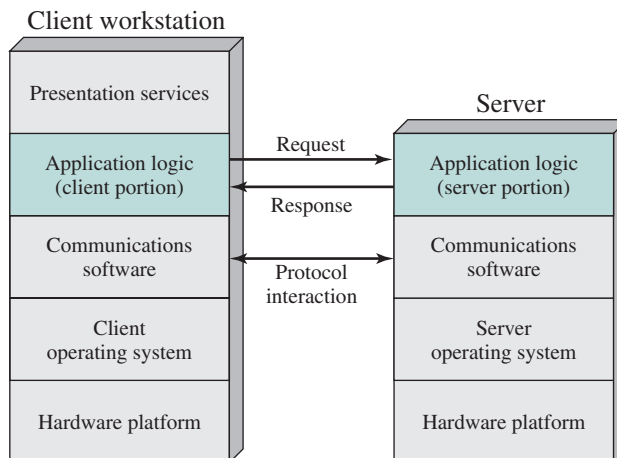 Client workstation
Presentation services
Application logic
(client portion)
Communications
software
Client
operating system
Hardware platform
Request
Response
Protocol
interaction
Server
Application logic
(server portion)
Communications
software
Server
operating system
Hardware platform